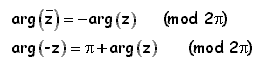 arg(z̅) = −arg(z) (mod 2π)
arg(-z) = π+arg(z) (mod 2π)